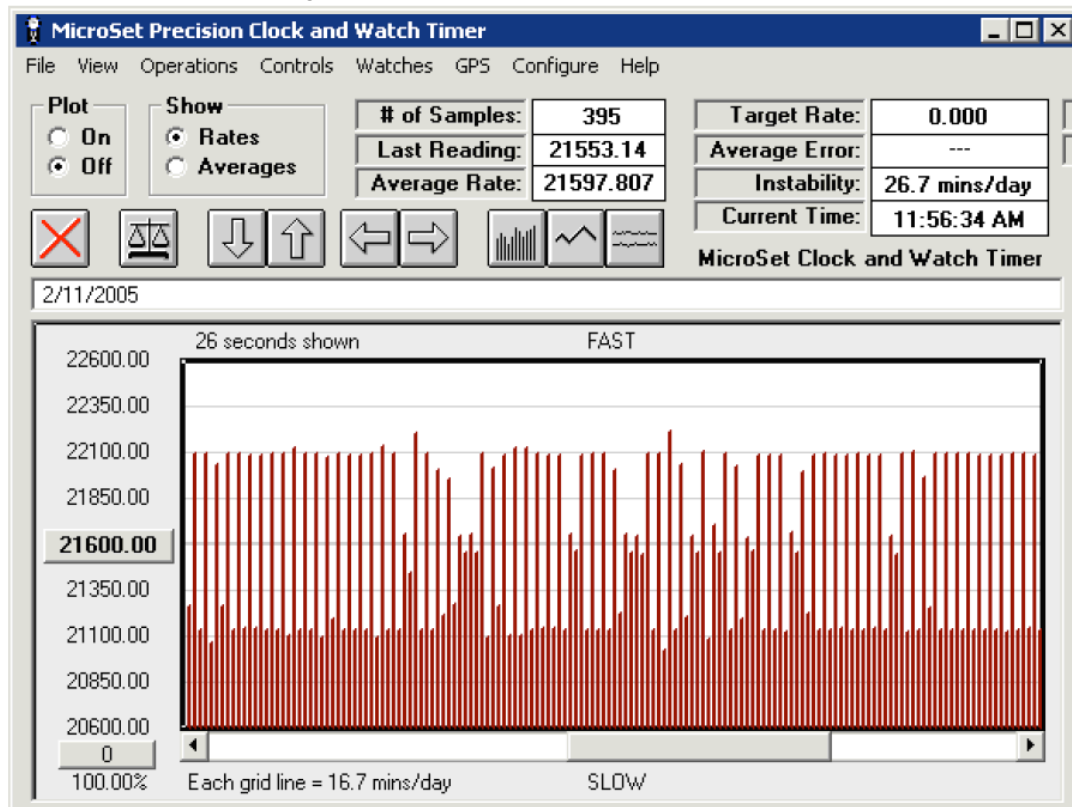 MicroSet Precision Clock and Watch Timer
File View Operations Controls Watches GPS Configure Help
Plot
On
Off
Show
Rates
Averages
# of Samples: 395
Last Reading: 21553.14
Average Rate: 21597.807
Target Rate: 0.000
Average Error: ---
Instability: 26.7 mins/day
Current Time: 11:56:34 AM
MicroSet Clock and Watch Timer
2/11/2005
26 seconds shown FAST
22600.00
22350.00
22100.00
21850.00
21600.00
21350.00
21100.00
20850.00
20600.00
0
100.00% Each grid line = 16.7 mins/day SLOW